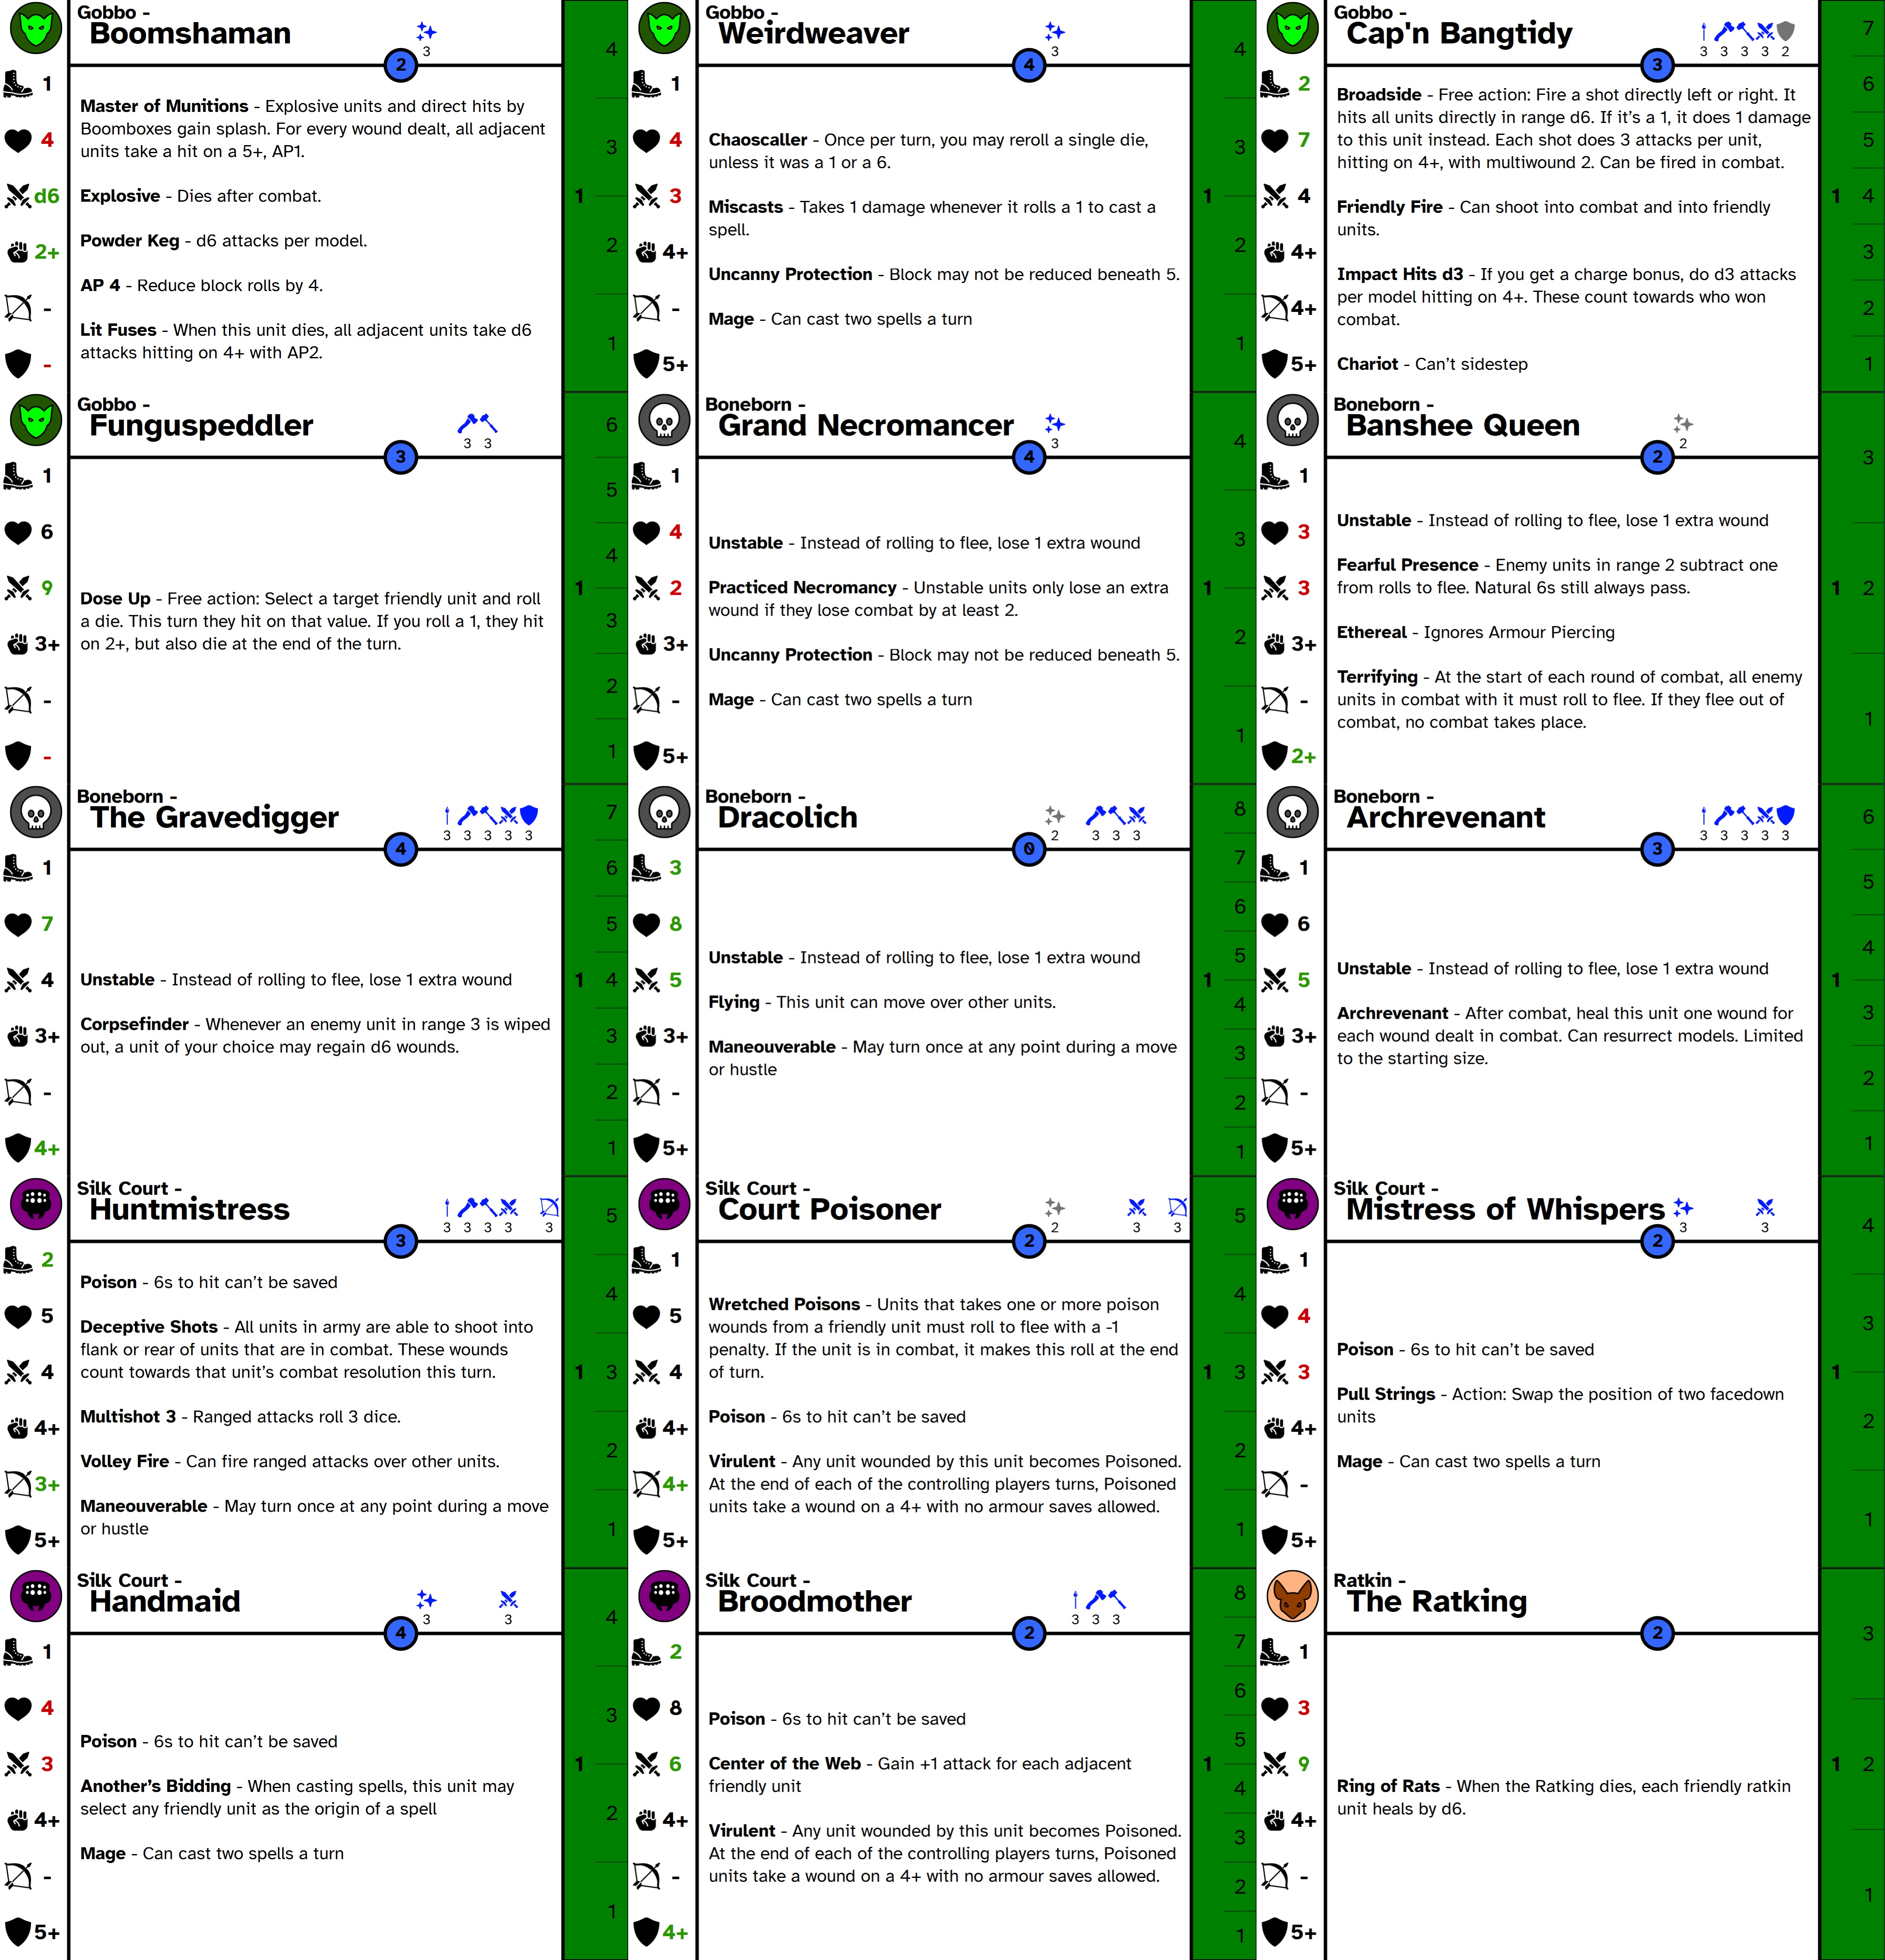 Gobbo -
Boomshaman
3
2
1
4
d6
2+
-
-
Master of Munitions - Explosive units and direct hits by
Boomboxes gain splash. For every wound dealt, all adjacent
units take a hit on a 5+, AP1.
Explosive - Dies after combat.
Powder Keg - d6 attacks per model.
AP 4 - Reduce block rolls by 4.
Lit Fuses - When this unit dies, all adjacent units take d6
attacks hitting on 4+ with AP2.
1
4
3
2
1
Gobbo -
Weirdweaver
3
4
1
4
3
4+
-
5+
Chaoscaller - Once per turn, you may reroll a single die,
unless it was a 1 or a 6.
Miscasts - Takes 1 damage whenever it rolls a 1 to cast a
spell.
Uncanny Protection - Block may not be reduced beneath 5.
Mage - Can cast two spells a turn
1
4
3
2
1
Gobbo -
Cap'n Bangtidy
3 3 3 3 2
3
2
7
4
4+
4+
5+
Broadside - Free action: Fire a shot directly left or right. It
hits all units directly in range d6. If it's a 1, it does 1 damage
to this unit instead. Each shot does 3 attacks per unit,
hitting on 4+, with multiwound 2. Can be fired in combat.
Friendly Fire - Can shoot into combat and into friendly
units.
Impact Hits d3 - If you get a charge bonus, do d3 attacks
per model hitting on 4+. These count towards who won
combat.
Chariot - Can't sidestep
1
7
6
5
4
3
2
1
Gobbo -
Funguspeddler
3 3
3
1
6
9
3+
-
-
Dose Up - Free action: Select a target friendly unit and roll
a die. This turn they hit on that value. If you roll a 1, they hit
on 2+, but also die at the end of the turn.
1
6
5
4
3
2
1
Boneborn -
Grand Necromancer
3
4
1
4
2
3+
-
5+
Unstable - Instead of rolling to flee, lose 1 extra wound
Practiced Necromancy - Unstable units only lose an extra
wound if they lose combat by at least 2.
Uncanny Protection - Block may not be reduced beneath 5.
Mage - Can cast two spells a turn
1
4
3
2
1
Boneborn -
Banshee Queen
2
2
1
3
3
3+
-
2+
Unstable - Instead of rolling to flee, lose 1 extra wound
Fearful Presence - Enemy units in range 2 subtract one
from rolls to flee. Natural 6s still always pass.
Ethereal - Ignores Armour Piercing
Terrifying - At the start of each round of combat, all enemy
units in combat with it must roll to flee. If they flee out of
combat, no combat takes place.
1
3
2
1
Boneborn -
The Gravedigger
3 3 3 3 3
4
1
7
4
3+
-
4+
Unstable - Instead of rolling to flee, lose 1 extra wound
Corpsefinder - Whenever an enemy unit in range 3 is wiped
out, a unit of your choice may regain d6 wounds.
1
7
6
5
4
3
2
1
Boneborn -
Dracolich
2 3 3 3
0
3
8
5
3+
-
5+
Unstable - Instead of rolling to flee, lose 1 extra wound
Flying - This unit can move over other units.
Maneouverable - May turn once at any point during a move
or hustle
1
8
7
6
5
4
3
2
1
Boneborn -
Archrevenant
3 3 3 3 3
3
1
6
5
3+
-
5+
Unstable - Instead of rolling to flee, lose 1 extra wound
Archrevenant - After combat, heal this unit one wound for
each wound dealt in combat. Can resurrect models. Limited
to the starting size.
1
6
5
4
3
2
1
Silk Court -
Huntmistress
3 3 3 3 3
3
2
5
4
4+
3+
5+
Poison - 6s to hit can't be saved
Deceptive Shots - All units in army are able to shoot into
flank or rear of units that are in combat. These wounds
count towards that unit's combat resolution this turn.
Multishot 3 - Ranged attacks roll 3 dice.
Volley Fire - Can fire ranged attacks over other units.
Maneouverable - May turn once at any point during a move
or hustle
1
5
4
3
2
1
Silk Court -
Court Poisoner
2 3 3
2
1
5
4
4+
4+
5+
Wretched Poisons - Units that takes one or more poison
wounds from a friendly unit must roll to flee with a -1
penalty. If the unit is in combat, it makes this roll at the end
of turn.
Poison - 6s to hit can't be saved
Virulent - Any unit wounded by this unit becomes Poisoned.
At the end of each of the controlling players turns, Poisoned
units take a wound on a 4+ with no armour saves allowed.
1
5
4
3
2
1
Silk Court -
Mistress of Whispers
3 3
2
1
4
3
4+
-
5+
Poison - 6s to hit can't be saved
Pull Strings - Action: Swap the position of two facedown
units
Mage - Can cast two spells a turn
1
4
3
2
1
Silk Court -
Handmaid
3 3
4
1
4
3
4+
-
5+
Poison - 6s to hit can't be saved
Another's Bidding - When casting spells, this unit may
select any friendly unit as the origin of a spell
Mage - Can cast two spells a turn
1
4
3
2
1
Silk Court -
Broodmother
3 3 3
2
2
8
6
4+
-
4+
Poison - 6s to hit can't be saved
Center of the Web - Gain +1 attack for each adjacent
friendly unit
Virulent - Any unit wounded by this unit becomes Poisoned.
At the end of each of the controlling players turns, Poisoned
units take a wound on a 4+ with no armour saves allowed.
1
8
7
6
5
4
3
2
1
Ratkin -
The Ratking
2
1
3
9
4+
-
5+
Ring of Rats - When the Ratking dies, each friendly ratkin
unit heals by d6.
1
3
2
1